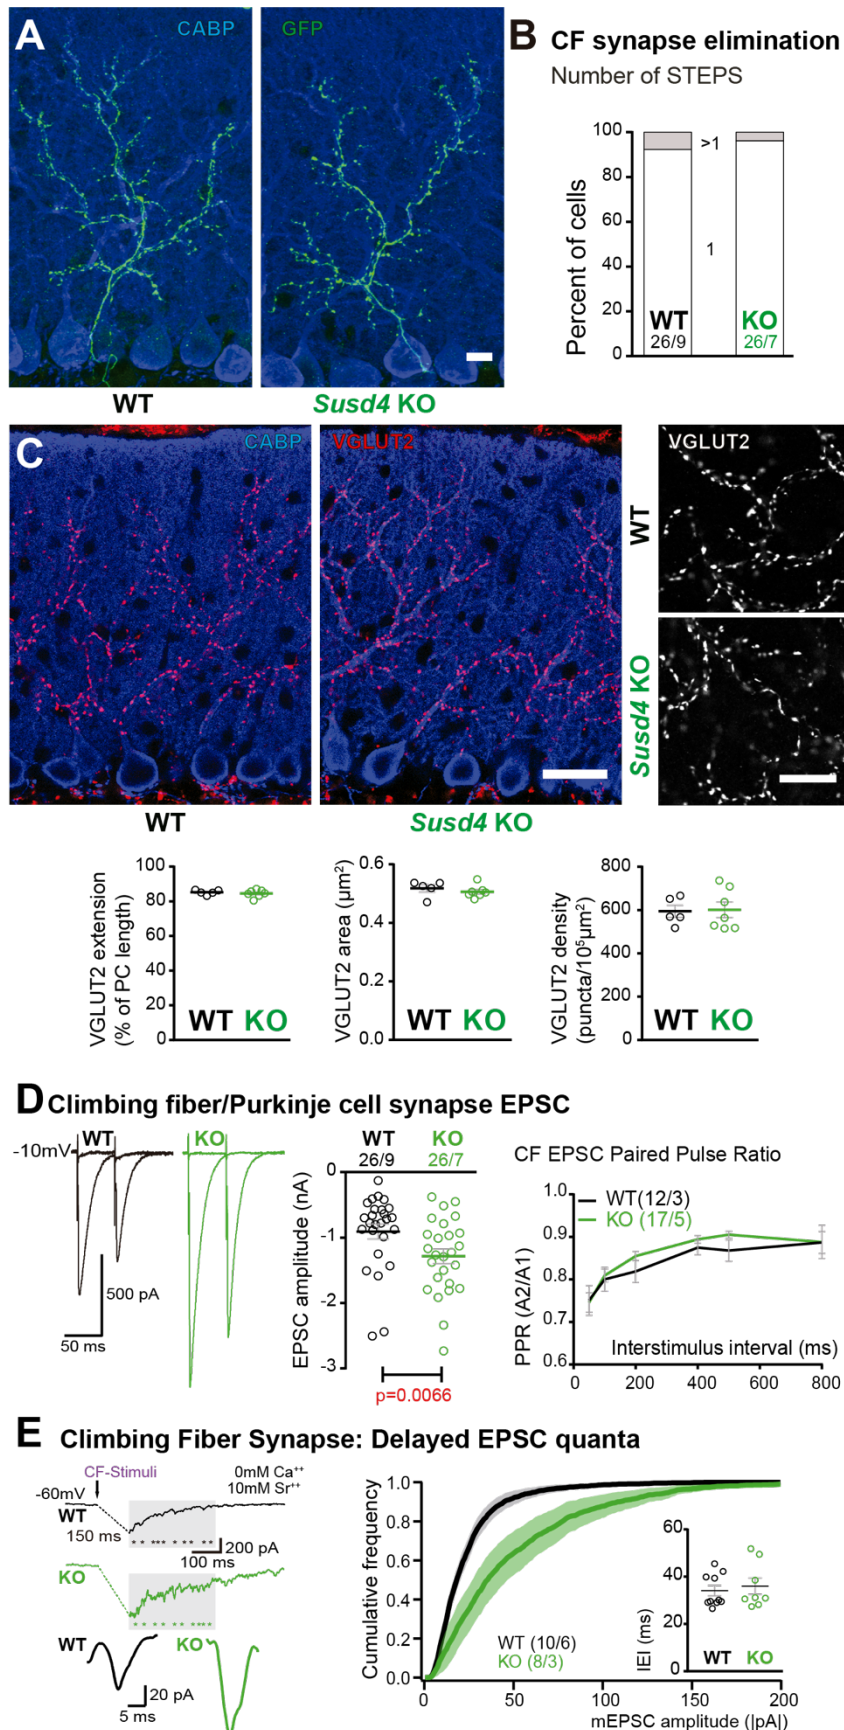 A
CABP
GFP
WT
Susd4 KO
B CF synapse elimination
Number of STEPS
Percent of cells
100
80
60
40
20
0
>1
1
WT
26/9
KO
26/7
C
CABP
VGLUT2
WT
Susd4 KO
VGLUT2
WT
Susd4 KO
VGLUT2 extension
(% of PC length)
100
80
60
40
20
0
WT KO
VGLUT2 area (µm²)
0.6
0.4
0.2
0.0
WT KO
VGLUT2 density
(puncta/10⁵µm²)
800
600
400
200
0
WT KO
D Climbing fiber/Purkinje cell synapse EPSC
-10mV
WT
KO
500 pA
50 ms
WT
26/9
KO
26/7
EPSC amplitude (nA)
0
-1
-2
-3
p=0.0066
CF EPSC Paired Pulse Ratio
WT(12/3)
KO (17/5)
PPR (A2/A1)
1.0
0.9
0.8
0.7
0.6
Interstimulus interval (ms)
0 200 400 600 800
E Climbing Fiber Synapse: Delayed EPSC quanta
CF-Stimuli
0mM Ca⁺⁺
10mM Sr⁺⁺
-60mV
WT
150 ms
200 pA
100 ms
KO
WT
KO
20 pA
5 ms
Cumulative frequency
1.0
0.8
0.6
0.4
0.2
0.0
WT (10/6)
KO (8/3)
0 50 100 150 200
mEPSC amplitude (|pA|)
IEI (ms)
60
40
20
0
WT KO